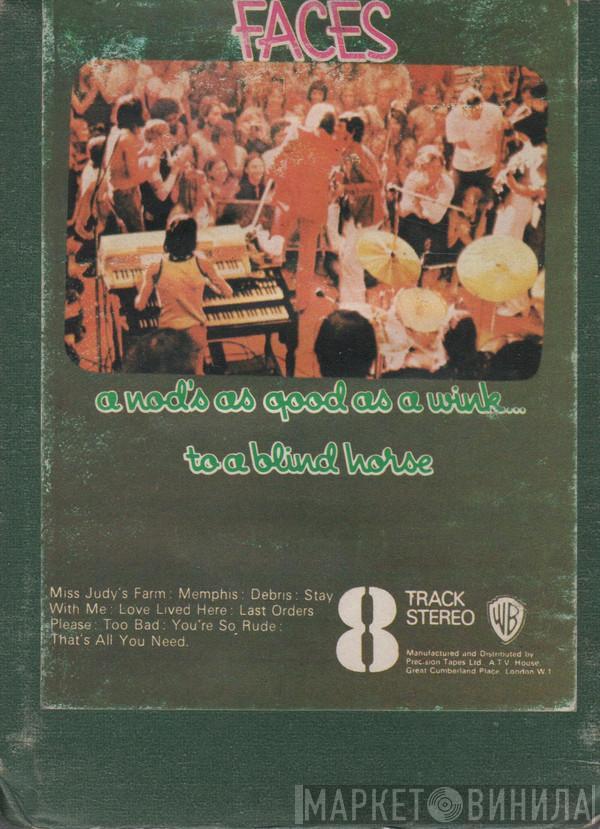 FACES
a nod's as good as a wink...
to a blind horse
Miss Judy's Farm: Memphis: Debris: Stay
With Me: Love Lived Here: Last Orders
Please: Too Bad: You're So Rude:
That's All You Need.
8 TRACK
STEREO
WB
Manufactured and Distributed by
Precision Tapes Ltd. A.T.V. House,
Great Cumberland Place, London W.1
МАРКЕТ ВИНИЛА